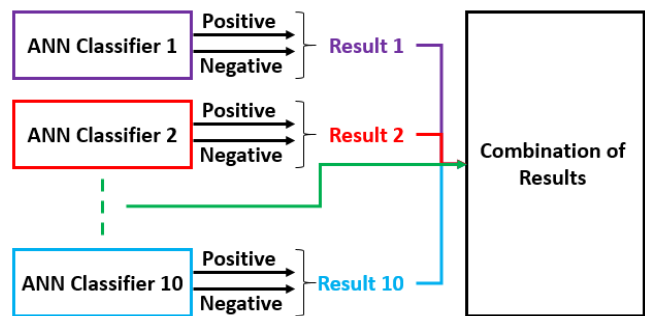 Positive
ANN Classifier 1
Result 1
Negative
Positive
ANN Classifier 2
Result 2
Negative
Combination of
Results
Positive
ANN Classifier 10
Result 10
Negative